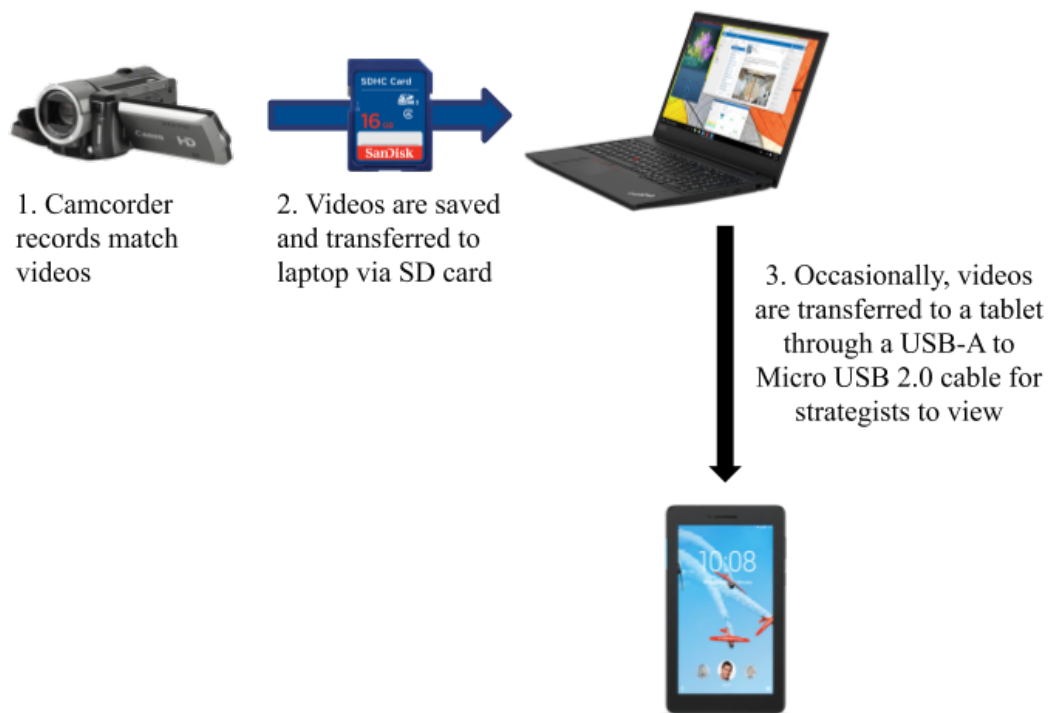 Canon
HD
SDHC Card
16 GB
SanDisk
1. Camcorder
records match
videos
2. Videos are saved
and transferred to
laptop via SD card
3. Occasionally, videos
are transferred to a tablet
through a USB-A to
Micro USB 2.0 cable for
strategists to view
10:08